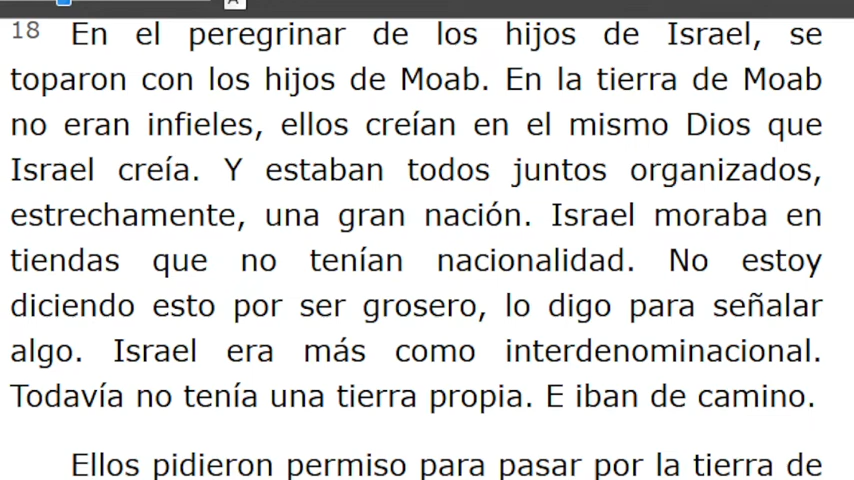 18 En el peregrinar de los hijos de Israel, se
toparon con los hijos de Moab. En la tierra de Moab
no eran infieles, ellos creían en el mismo Dios que
Israel creía. Y estaban todos juntos organizados,
estrechamente, una gran nación. Israel moraba en
tiendas que no tenían nacionalidad. No estoy
diciendo esto por ser grosero, lo digo para señalar
algo. Israel era más como interdenominacional.
Todavía no tenía una tierra propia. E iban de camino.
Ellos pidieron permiso para pasar por la tierra de